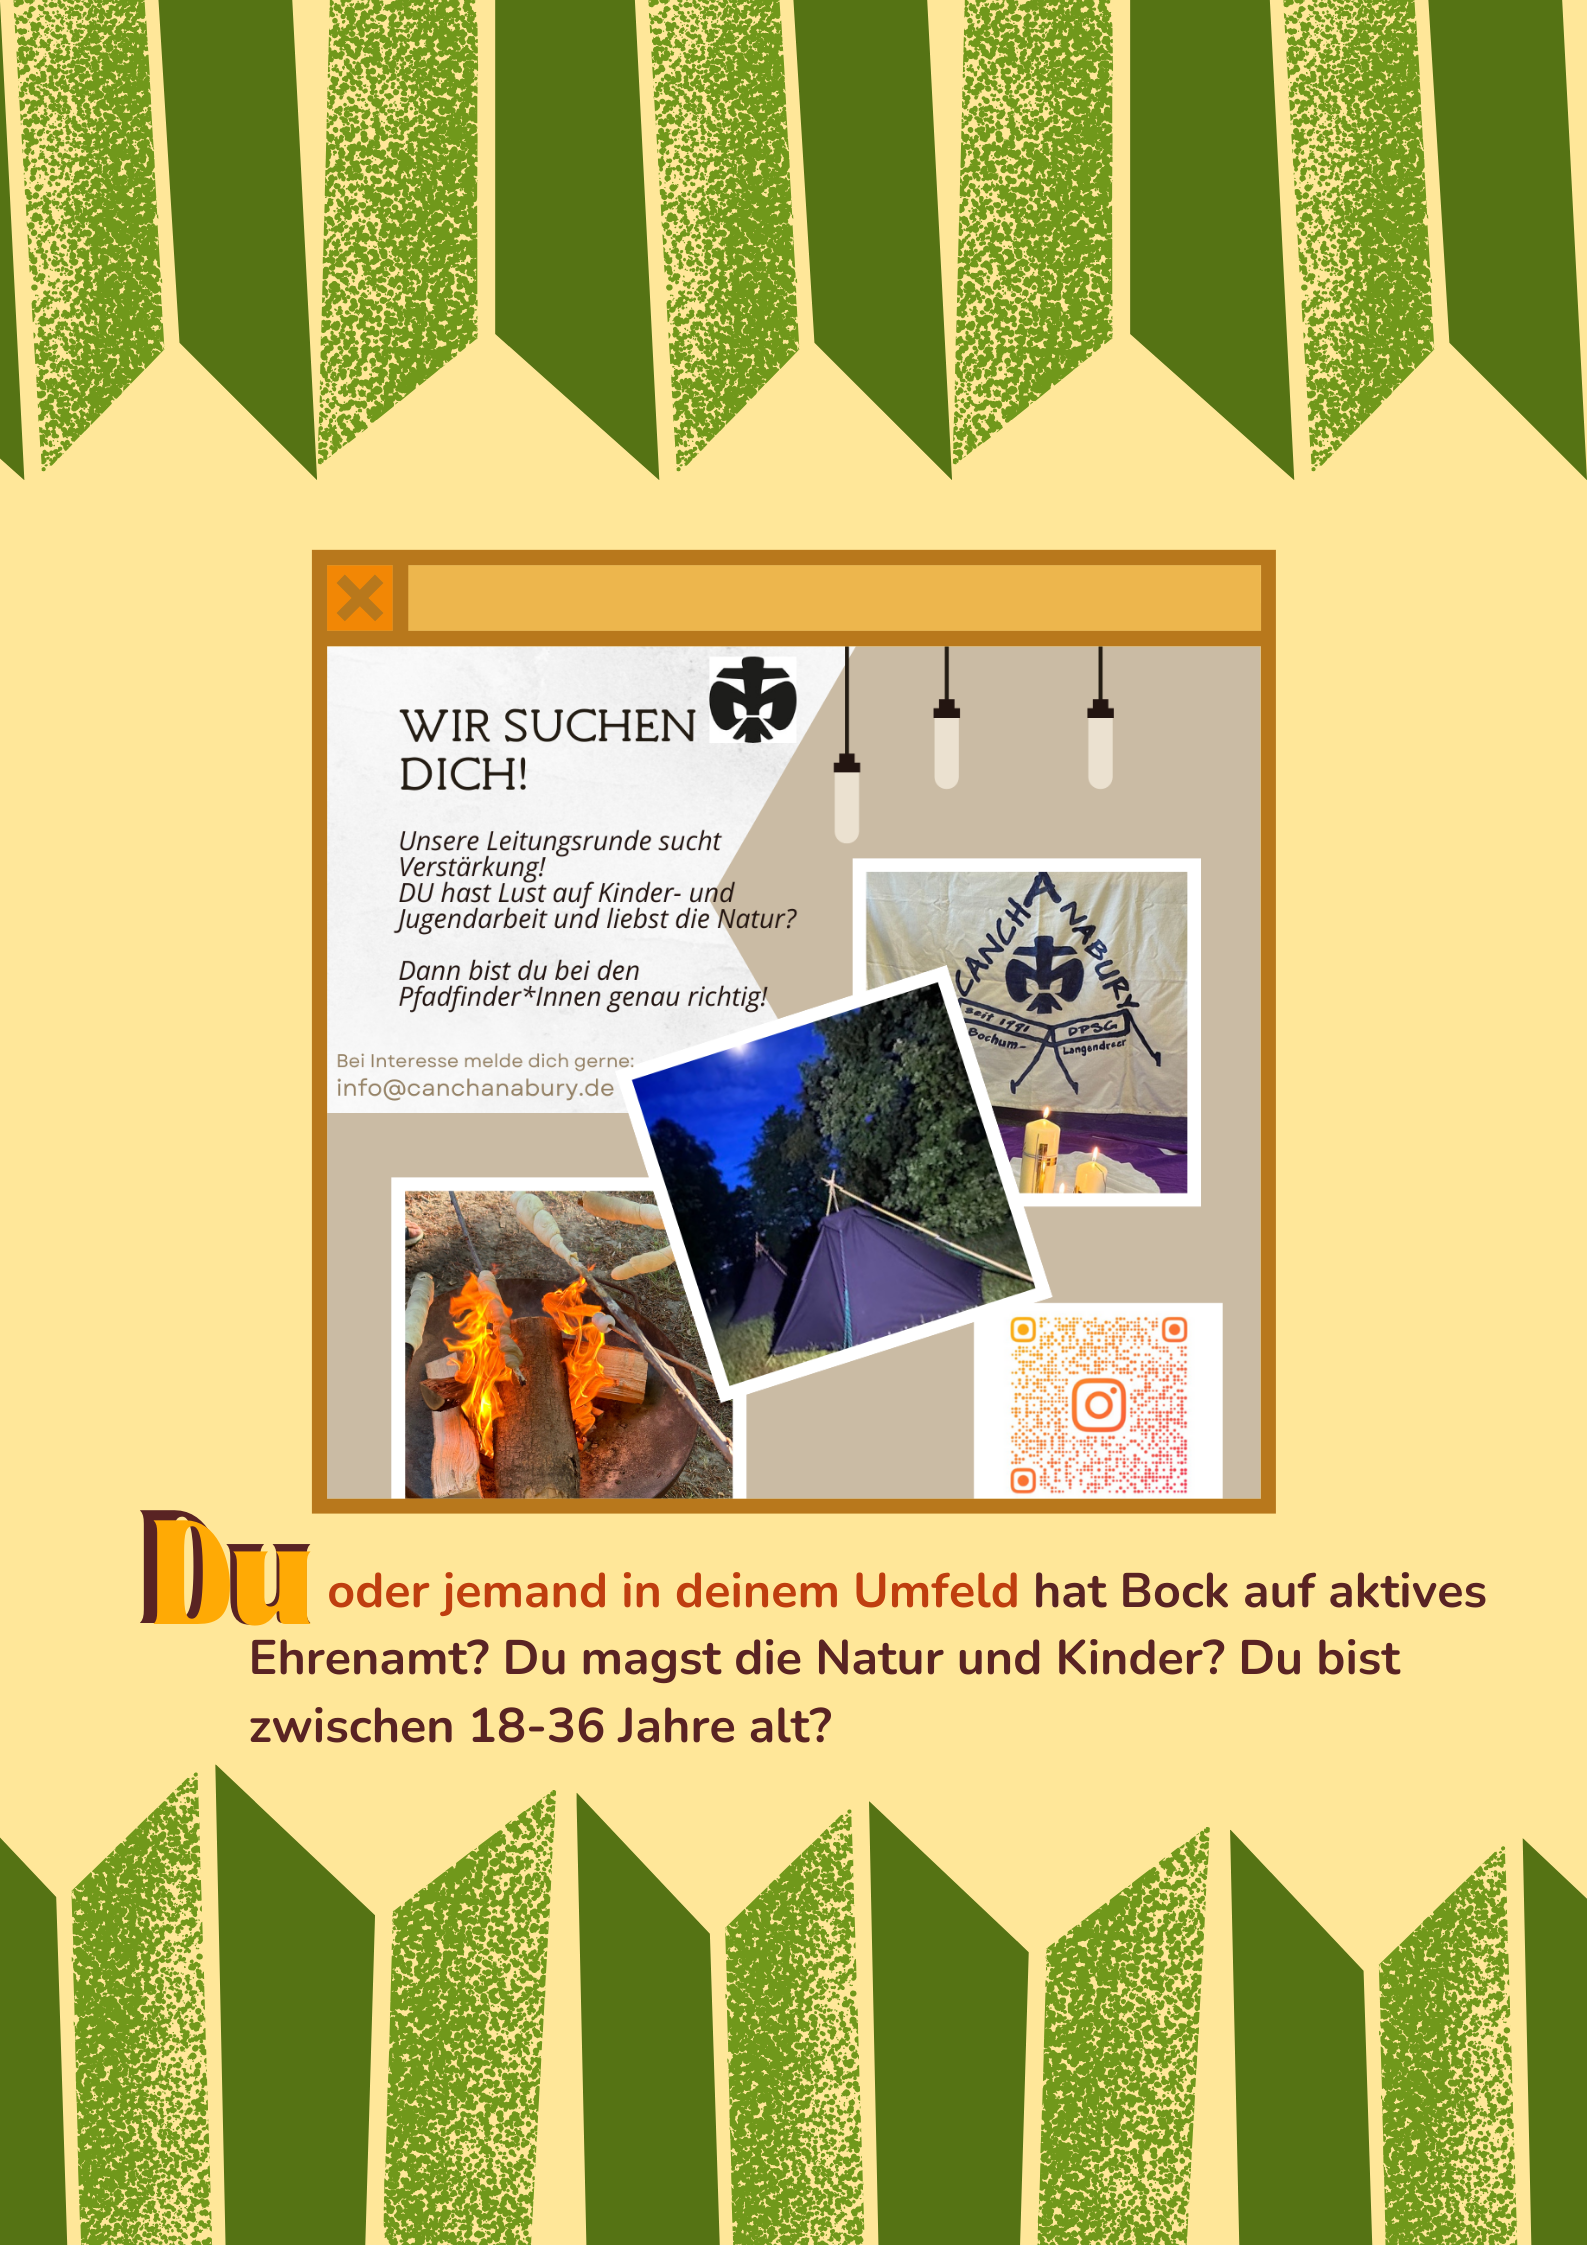 WIR SUCHEN
DICH!
Unsere Leitungsrunde sucht
Verstärkung!
DU hast Lust auf Kinder- und
Jugendarbeit und liebst die Natur?
Dann bist du bei den
Pfadfinder*Innen genau richtig!
Bei Interesse melde dich gerne:
info@canchanabury.de
CANCHANABURY
seit 1991 DPSG
Bochum- Langendreer
Du oder jemand in deinem Umfeld hat Bock auf aktives
Ehrenamt? Du magst die Natur und Kinder? Du bist
zwischen 18-36 Jahre alt?